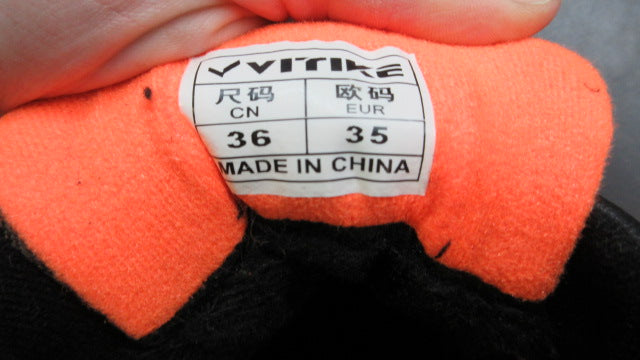 VVITIKE
尺码 欧码
CN EUR
36 35
MADE IN CHINA